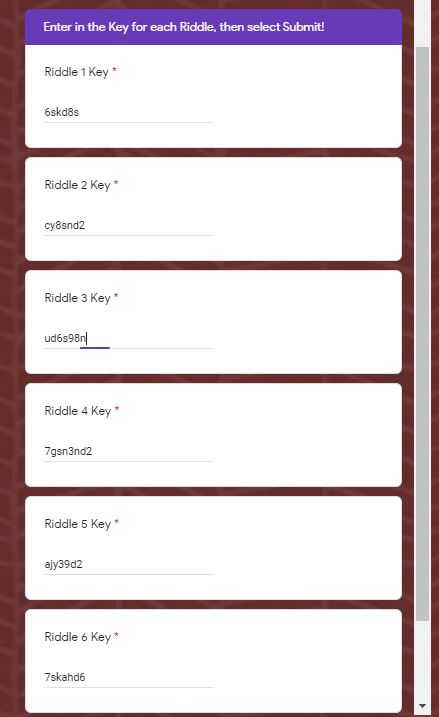 Enter in the Key for each Riddle, then select Submit!
Riddle 1 Key *
6skd8s
Riddle 2 Key *
cy8snd2
Riddle 3 Key *
ud6s98n
Riddle 4 Key *
7gsn3nd2
Riddle 5 Key *
ajy39d2
Riddle 6 Key *
7skahd6